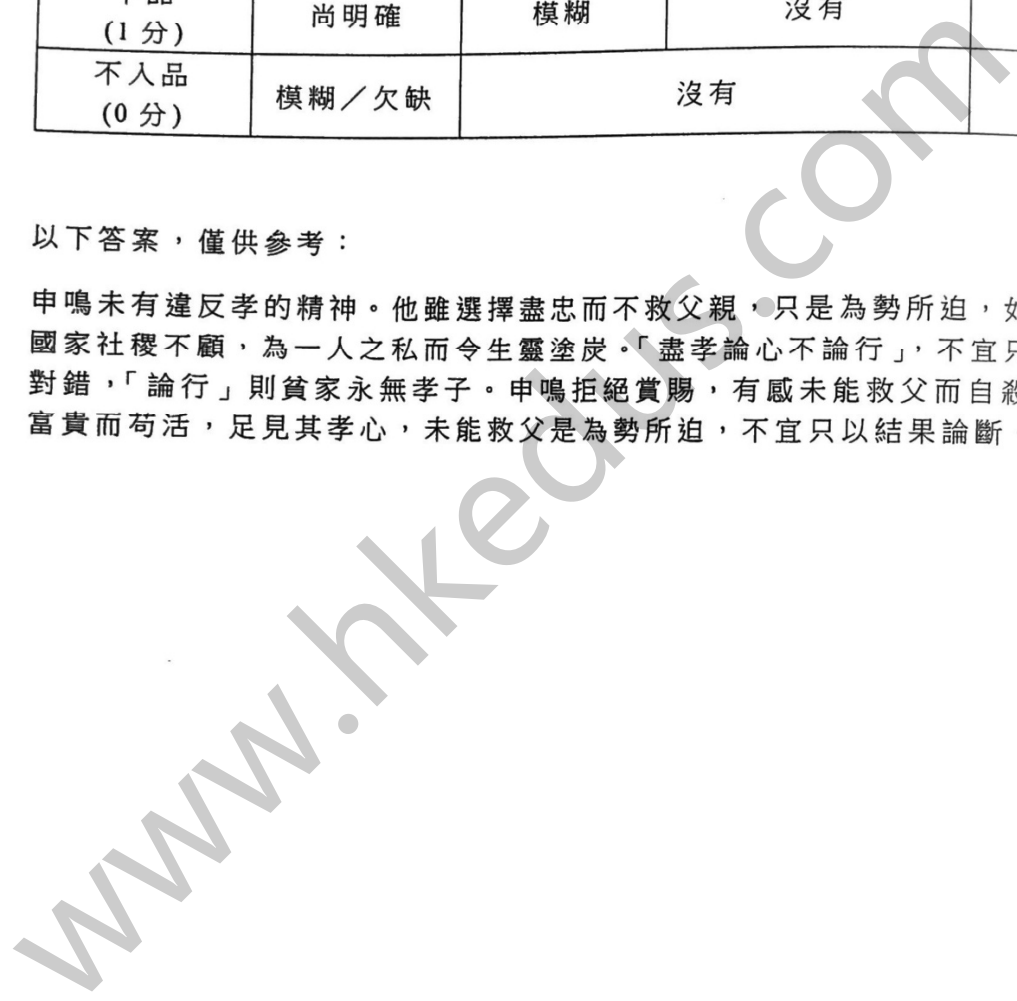 尚明確 模糊 沒有
(1 分)
不入品 模糊／欠缺 沒有
(0 分)
以下答案，僅供參考：
申鳴未有違反孝的精神。他雖選擇盡忠而不救父親，只是為勢所迫，
國家社稷不顧，為一人之私而令生靈塗炭。「盡孝論心不論行」，不宜只
對錯，「論行」則貧家永無孝子。申鳴拒絕賞賜，有感未能救父而自殺
富貴而苟活，足見其孝心，未能救父是為勢所迫，不宜只以結果論斷
www.hkedus.com